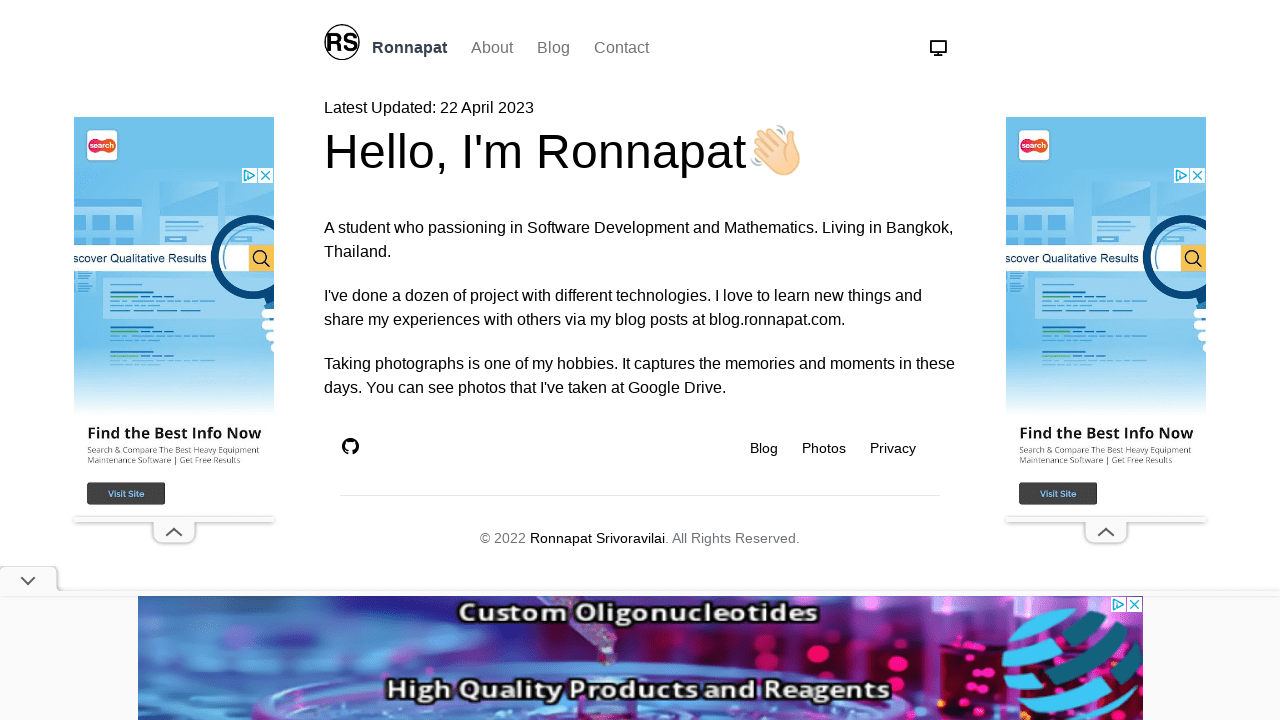 RS
Ronnapat About Blog Contact
Latest Updated: 22 April 2023
Hello, I'm Ronnapat
A student who passioning in Software Development and Mathematics. Living in Bangkok,
Thailand.
I've done a dozen of project with different technologies. I love to learn new things and
share my experiences with others via my blog posts at blog.ronnapat.com.
Taking photographs is one of my hobbies. It captures the memories and moments in these
days. You can see photos that I've taken at Google Drive.
Blog Photos Privacy
© 2022 Ronnapat Srivoravilai. All Rights Reserved.
search
scover Qualitative Results
Find the Best Info Now
Search & Compare The Best Heavy Equipment
Maintenance Software | Get Free Results
Visit Site
search
scover Qualitative Results
Find the Best Info Now
Search & Compare The Best Heavy Equipment
Maintenance Software | Get Free Results
Visit Site
Custom Oligonucleotides
High Quality Products and Reagents